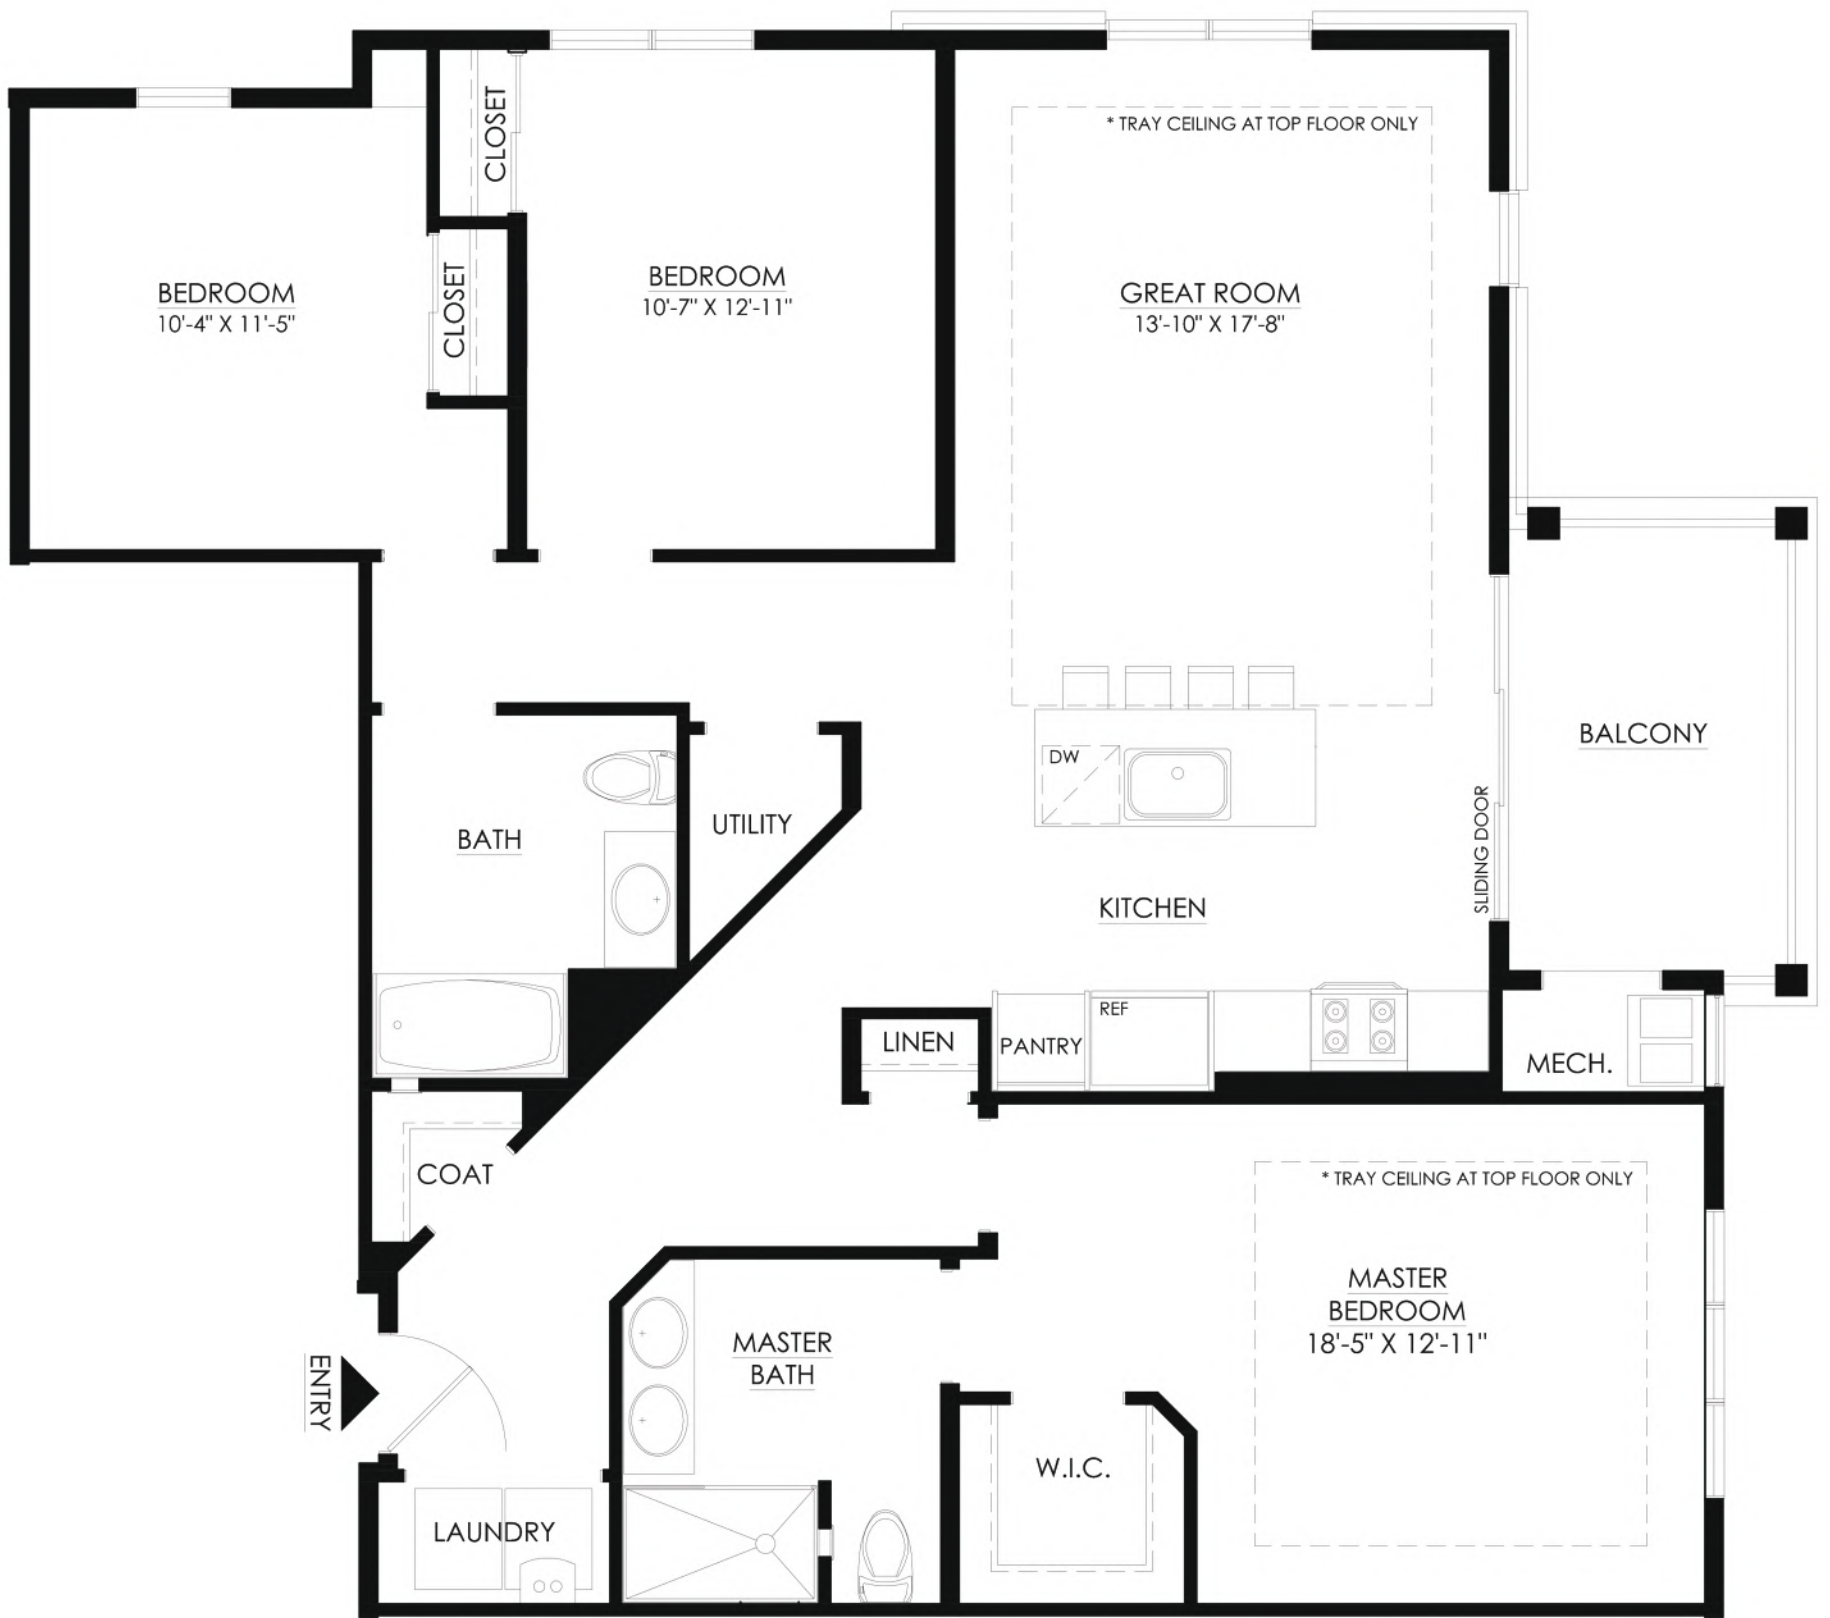 * TRAY CEILING AT TOP FLOOR ONLY
CLOSET
CLOSET
BEDROOM
10'-4" X 11'-5"
BEDROOM
10'-7" X 12'-11"
GREAT ROOM
13'-10" X 17'-8"
BALCONY
DW
SLIDING DOOR
UTILITY
BATH
KITCHEN
REF
LINEN
PANTRY
MECH.
COAT
* TRAY CEILING AT TOP FLOOR ONLY
MASTER
BEDROOM
18'-5" X 12'-11"
MASTER
BATH
ENTRY
W.I.C.
LAUNDRY